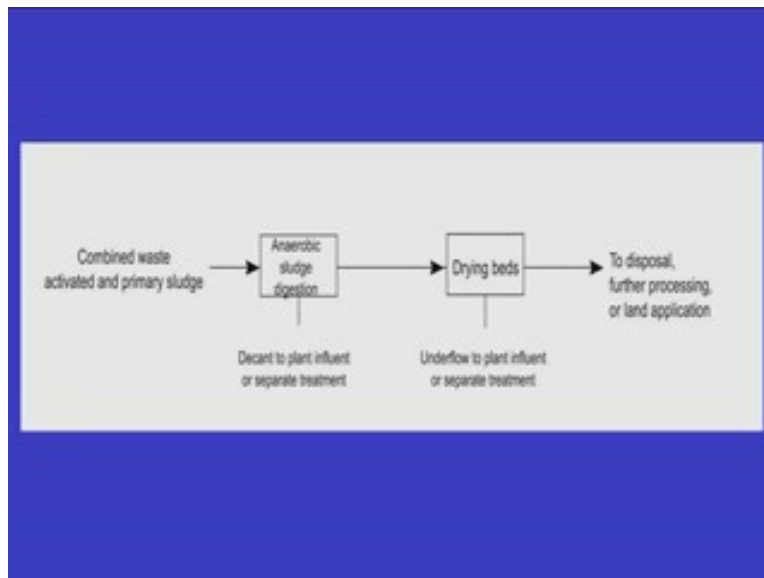 Combined waste
activated and primary sludge
Anaerobic
sludge
digestion
Drying beds
To disposal,
further processing,
or land application
Decant to plant influent
or separate treatment
Underflow to plant influent
or separate treatment